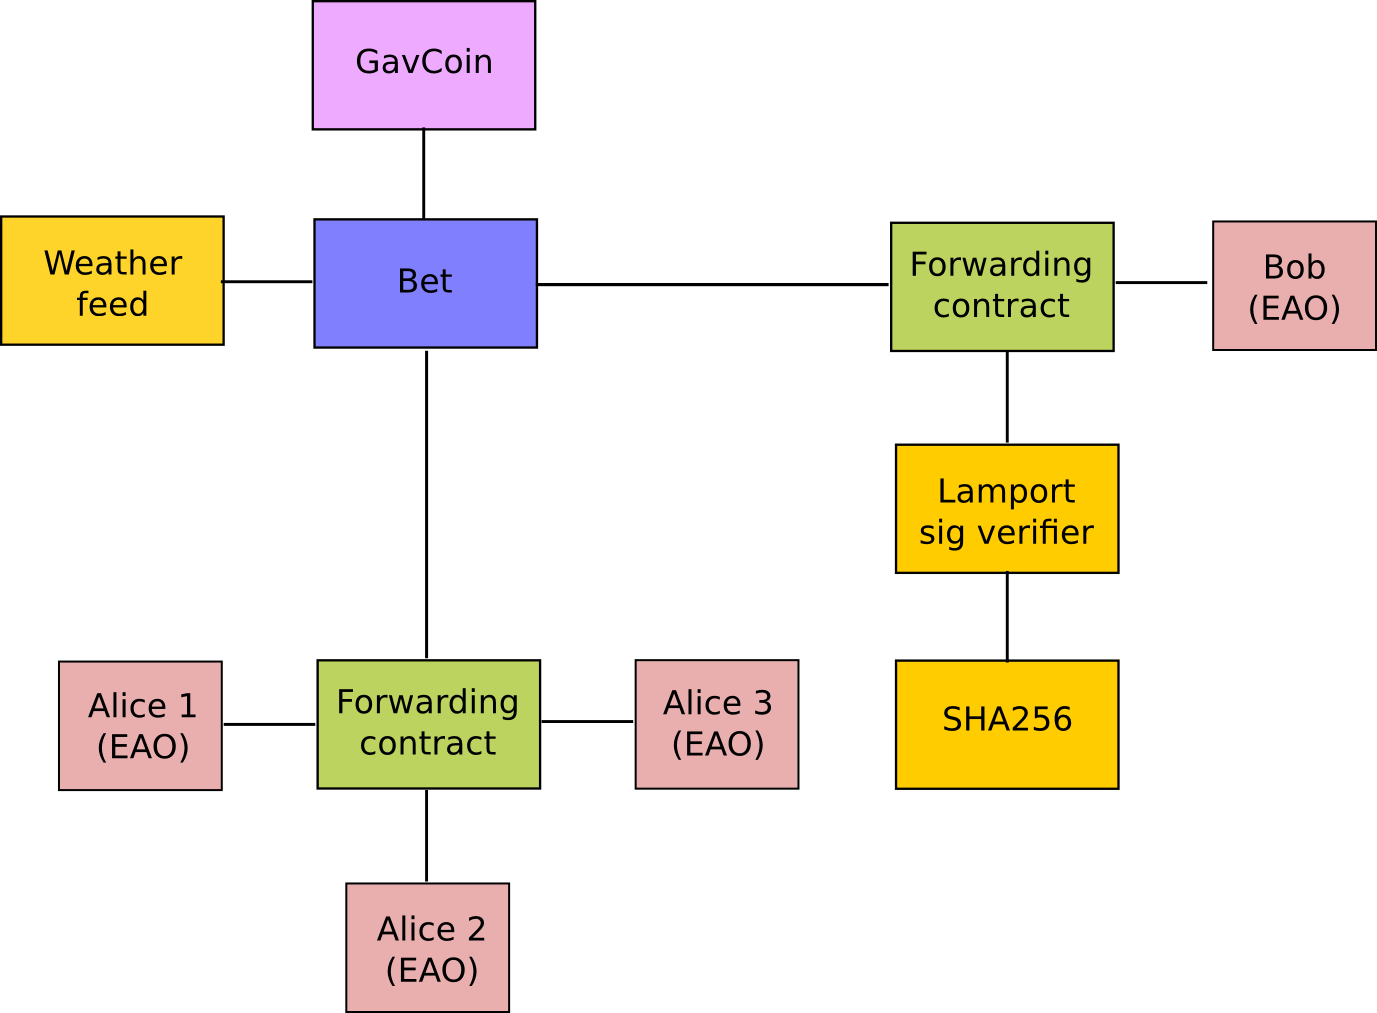 GavCoin
Weather
feed
Bet
Forwarding
contract
Bob
(EAO)
Lamport
sig verifier
Alice 1
(EAO)
Forwarding
contract
Alice 3
(EAO)
SHA256
Alice 2
(EAO)